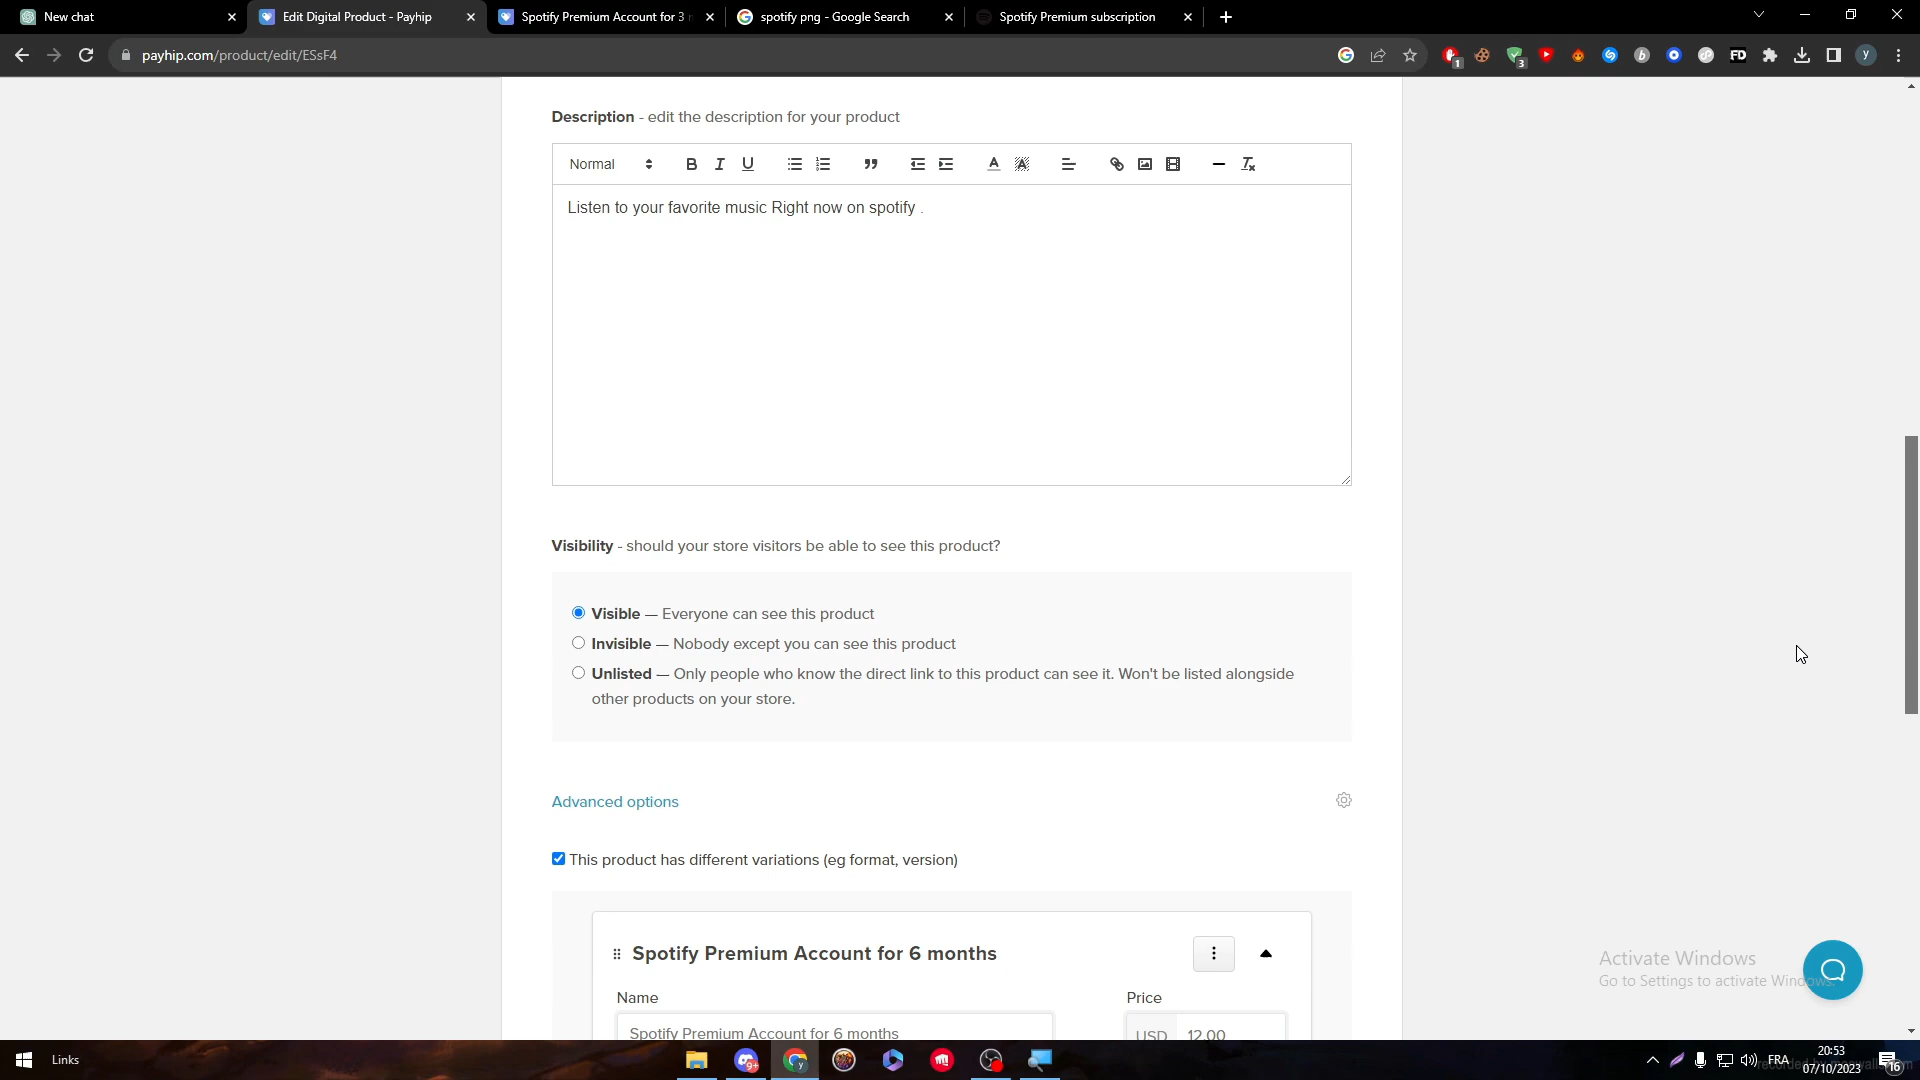 New chat
Edit Digital Product - Payhip
Spotify Premium Account for 3
spotify png - Google Search
Spotify Premium subscription
payhip.com/product/edit/ESsF4
1
3
FD
y
Description - edit the description for your product
Normal
B I U
Listen to your favorite music Right now on spotify .
Visibility - should your store visitors be able to see this product?
Visible — Everyone can see this product
Invisible — Nobody except you can see this product
Unlisted — Only people who know the direct link to this product can see it. Won't be listed alongside
other products on your store.
Advanced options
This product has different variations (eg format, version)
Spotify Premium Account for 6 months
Name
Price
Spotify Premium Account for 6 months
USD
12.00
Activate Windows
Go to Settings to activate Windows.
Links
9+
FRA
20:53
07/10/2023
16